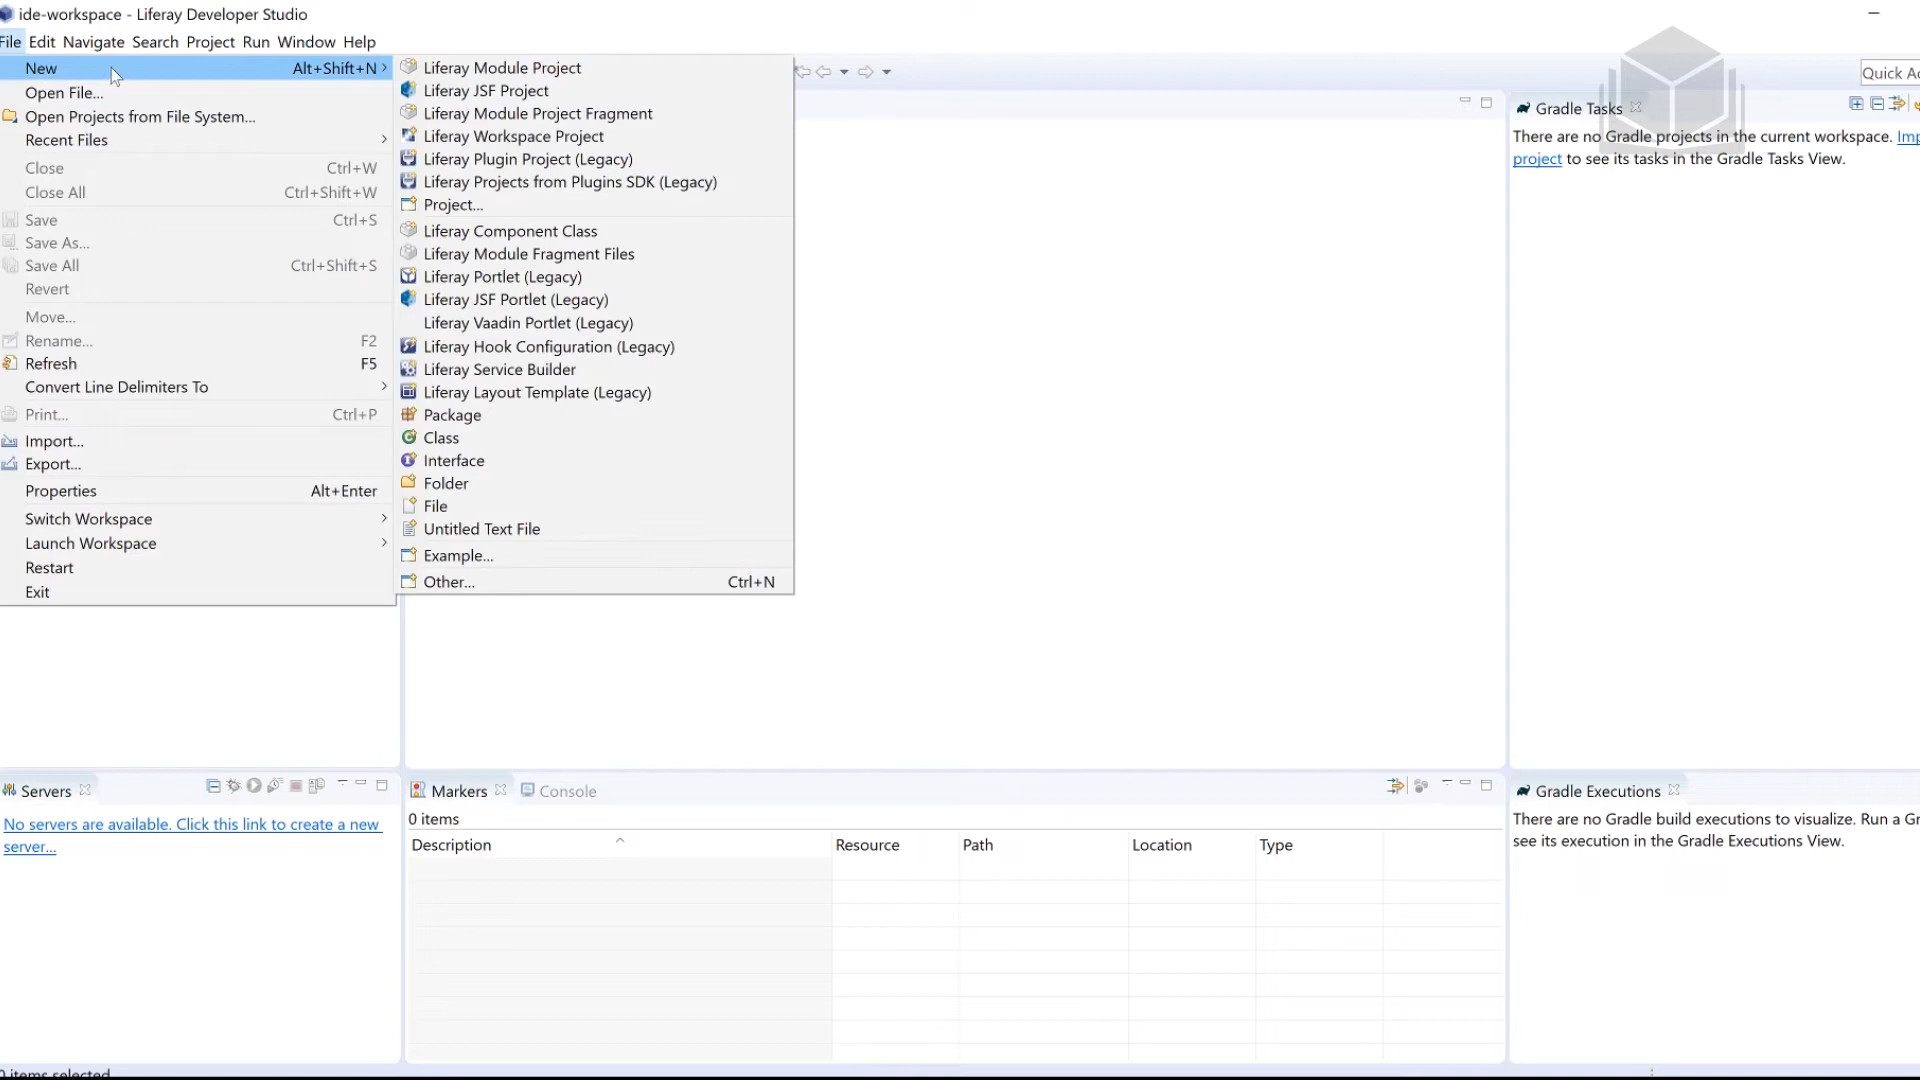 ide-workspace - Liferay Developer Studio
File Edit Navigate Search Project Run Window Help
New Alt+Shift+N
Open File...
Open Projects from File System...
Recent Files
Close Ctrl+W
Close All Ctrl+Shift+W
Save Ctrl+S
Save As...
Save All Ctrl+Shift+S
Revert
Move...
Rename... F2
Refresh F5
Convert Line Delimiters To
Print... Ctrl+P
Import...
Export...
Properties Alt+Enter
Switch Workspace
Launch Workspace
Restart
Exit
Liferay Module Project
Liferay JSF Project
Liferay Module Project Fragment
Liferay Workspace Project
Liferay Plugin Project (Legacy)
Liferay Projects from Plugins SDK (Legacy)
Project...
Liferay Component Class
Liferay Module Fragment Files
Liferay Portlet (Legacy)
Liferay JSF Portlet (Legacy)
Liferay Vaadin Portlet (Legacy)
Liferay Hook Configuration (Legacy)
Liferay Service Builder
Liferay Layout Template (Legacy)
Package
Class
Interface
Folder
File
Untitled Text File
Example...
Other... Ctrl+N
Quick Ac
Gradle Tasks
There are no Gradle projects in the current workspace. Imp
project to see its tasks in the Gradle Tasks View.
Servers
No servers are available. Click this link to create a new
server...
Markers Console
0 items
Description Resource Path Location Type
Gradle Executions
There are no Gradle build executions to visualize. Run a Gr
see its execution in the Gradle Executions View.
0 items selected